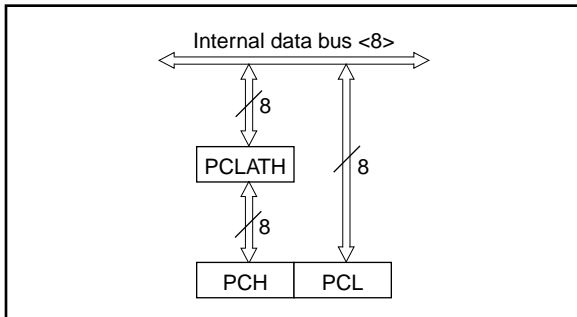 Internal data bus <8>
8
PCLATH
8
8
PCH PCL